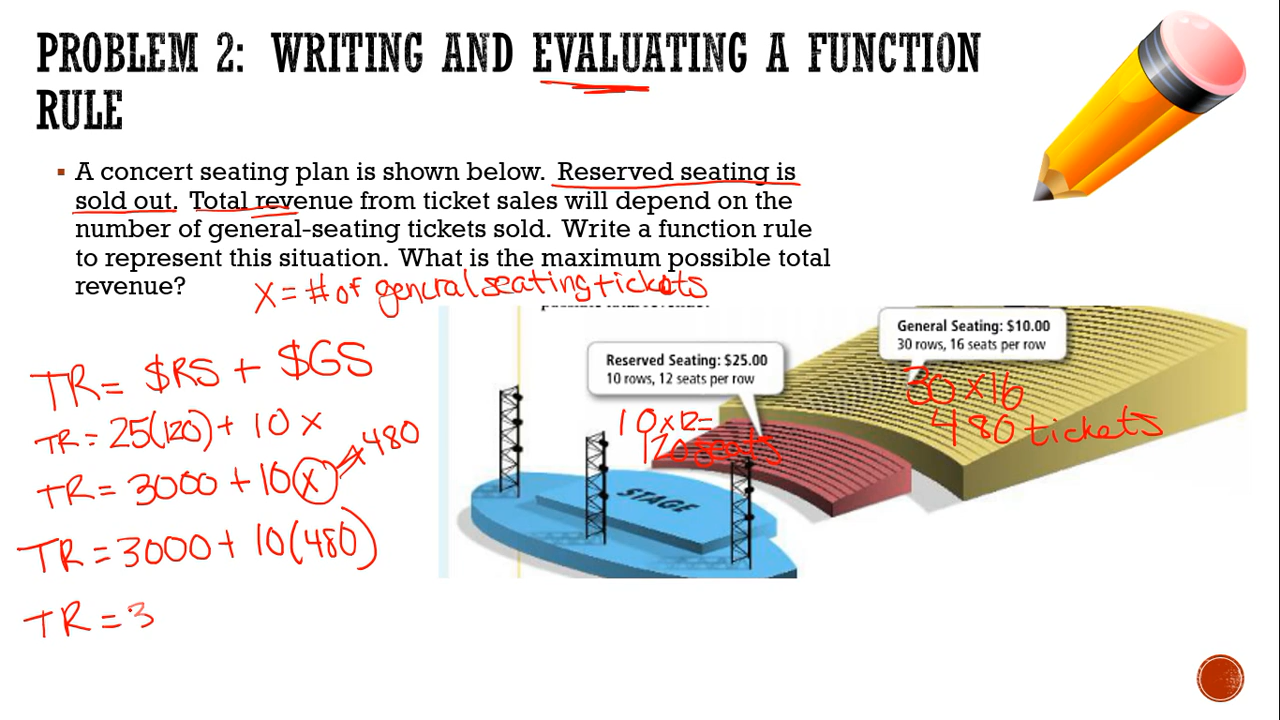 PROBLEM 2: WRITING AND EVALUATING A FUNCTION
RULE
A concert seating plan is shown below. Reserved seating is
sold out. Total revenue from ticket sales will depend on the
number of general-seating tickets sold. Write a function rule
to represent this situation. What is the maximum possible total
revenue?
X = # of general seating tickets
TR = $RS + $GS
TR = 25(120) + 10 x
TR = 3000 + 10(x) 480
TR = 3000 + 10(480)
TR = 3
Reserved Seating: $25.00
10 rows, 12 seats per row
10x12=
120 seats
General Seating: $10.00
30 rows, 16 seats per row
30 x 16
480 tickets
STAGE